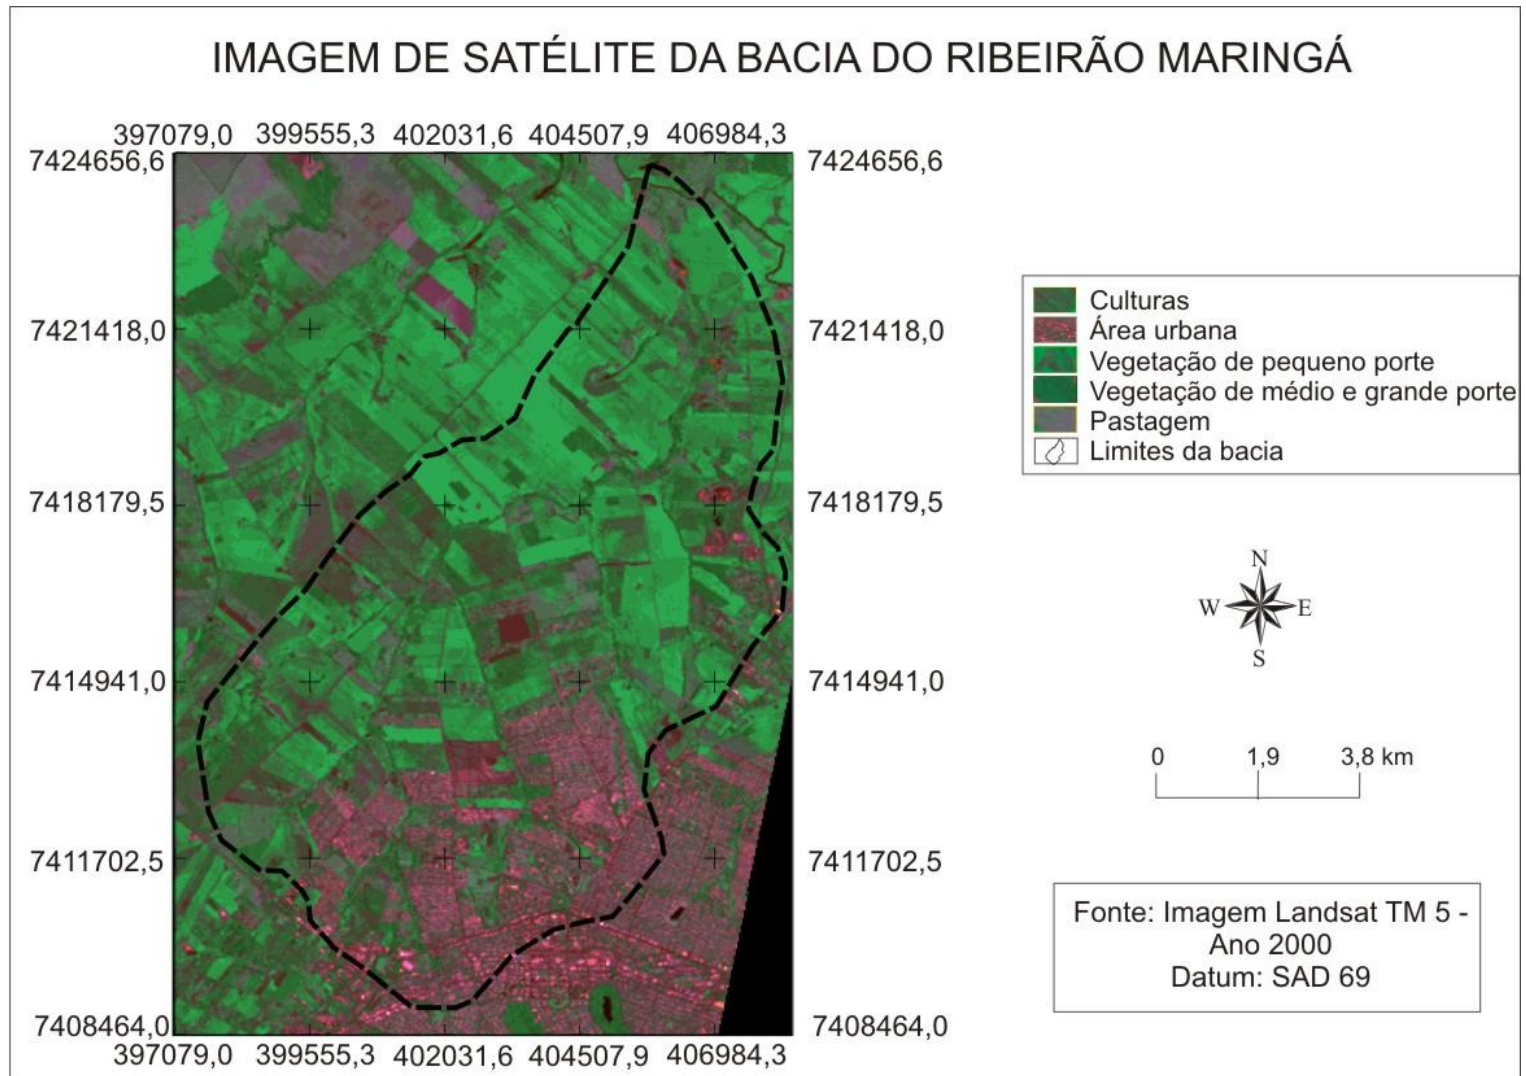 IMAGEM DE SATÉLITE DA BACIA DO RIBEIRÃO MARINGÁ
397079,0 399555,3 402031,6 404507,9 406984,3
7424656,6 7424656,6
7421418,0 7421418,0
7418179,5 7418179,5
7414941,0 7414941,0
7411702,5 7411702,5
7408464,0 7408464,0
397079,0 399555,3 402031,6 404507,9 406984,3
Culturas
Área urbana
Vegetação de pequeno porte
Vegetação de médio e grande porte
Pastagem
Limites da bacia
N
W E
S
0 1,9 3,8 km
Fonte: Imagem Landsat TM 5 -
Ano 2000
Datum: SAD 69